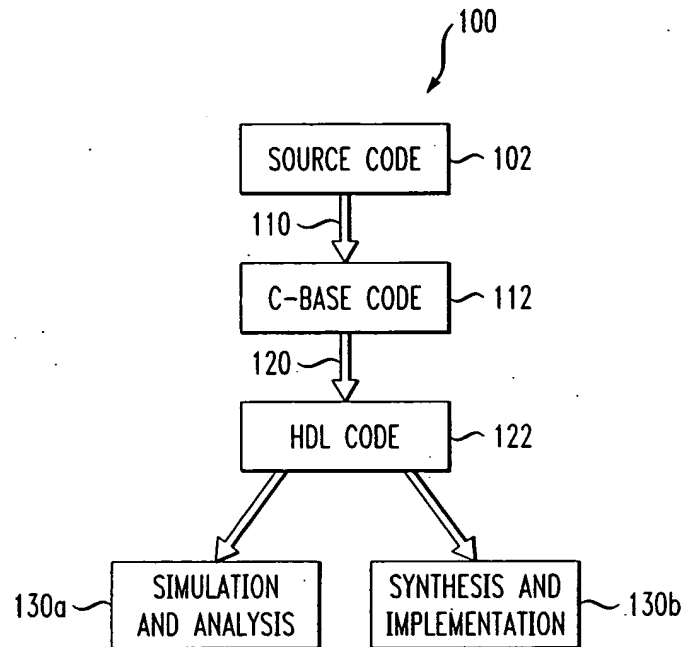 100
SOURCE CODE
102
110
C-BASE CODE
112
120
HDL CODE
122
130a
SIMULATION
AND ANALYSIS
SYNTHESIS AND
IMPLEMENTATION
130b